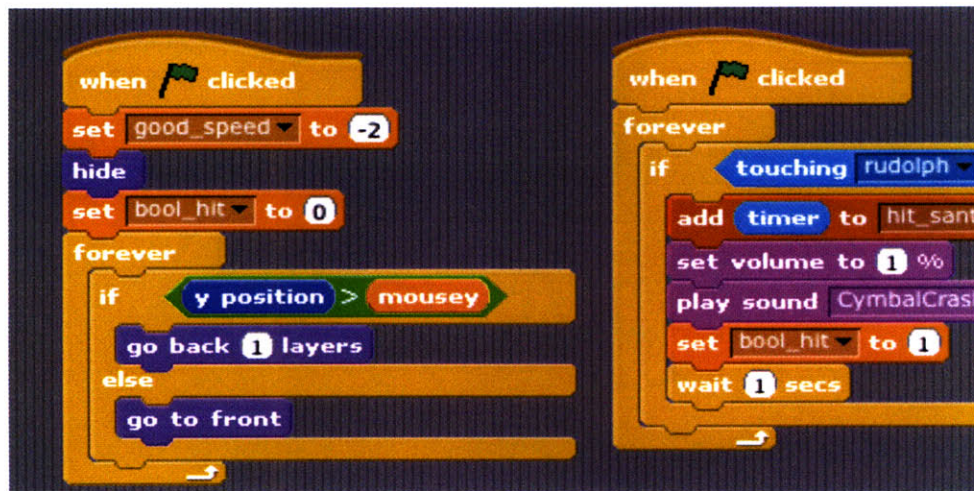 when clicked
set good_speed to -2
hide
set bool_hit to 0
forever
if y position > mousey
go back 1 layers
else
go to front
when clicked
forever
if touching rudolph
add timer to
set volume to 1 %
play sound
set bool_hit to 1
wait 1 secs